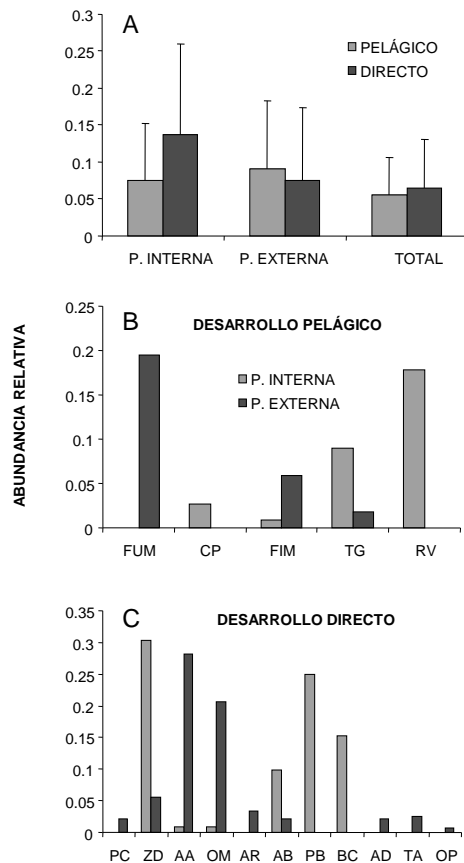 A
0.3
0.25
0.2
0.15
0.1
0.05
0
PELÁGICO
DIRECTO
P. INTERNA P. EXTERNA TOTAL
ABUNDANCIA RELATIVA
B DESARROLLO PELÁGICO
0.25
0.2
0.15
0.1
0.05
0
P. INTERNA
P. EXTERNA
FUM CP FIM TG RV
C DESARROLLO DIRECTO
0.35
0.3
0.25
0.2
0.15
0.1
0.05
0
PC ZD AA OM AR AB PB BC AD TA OP